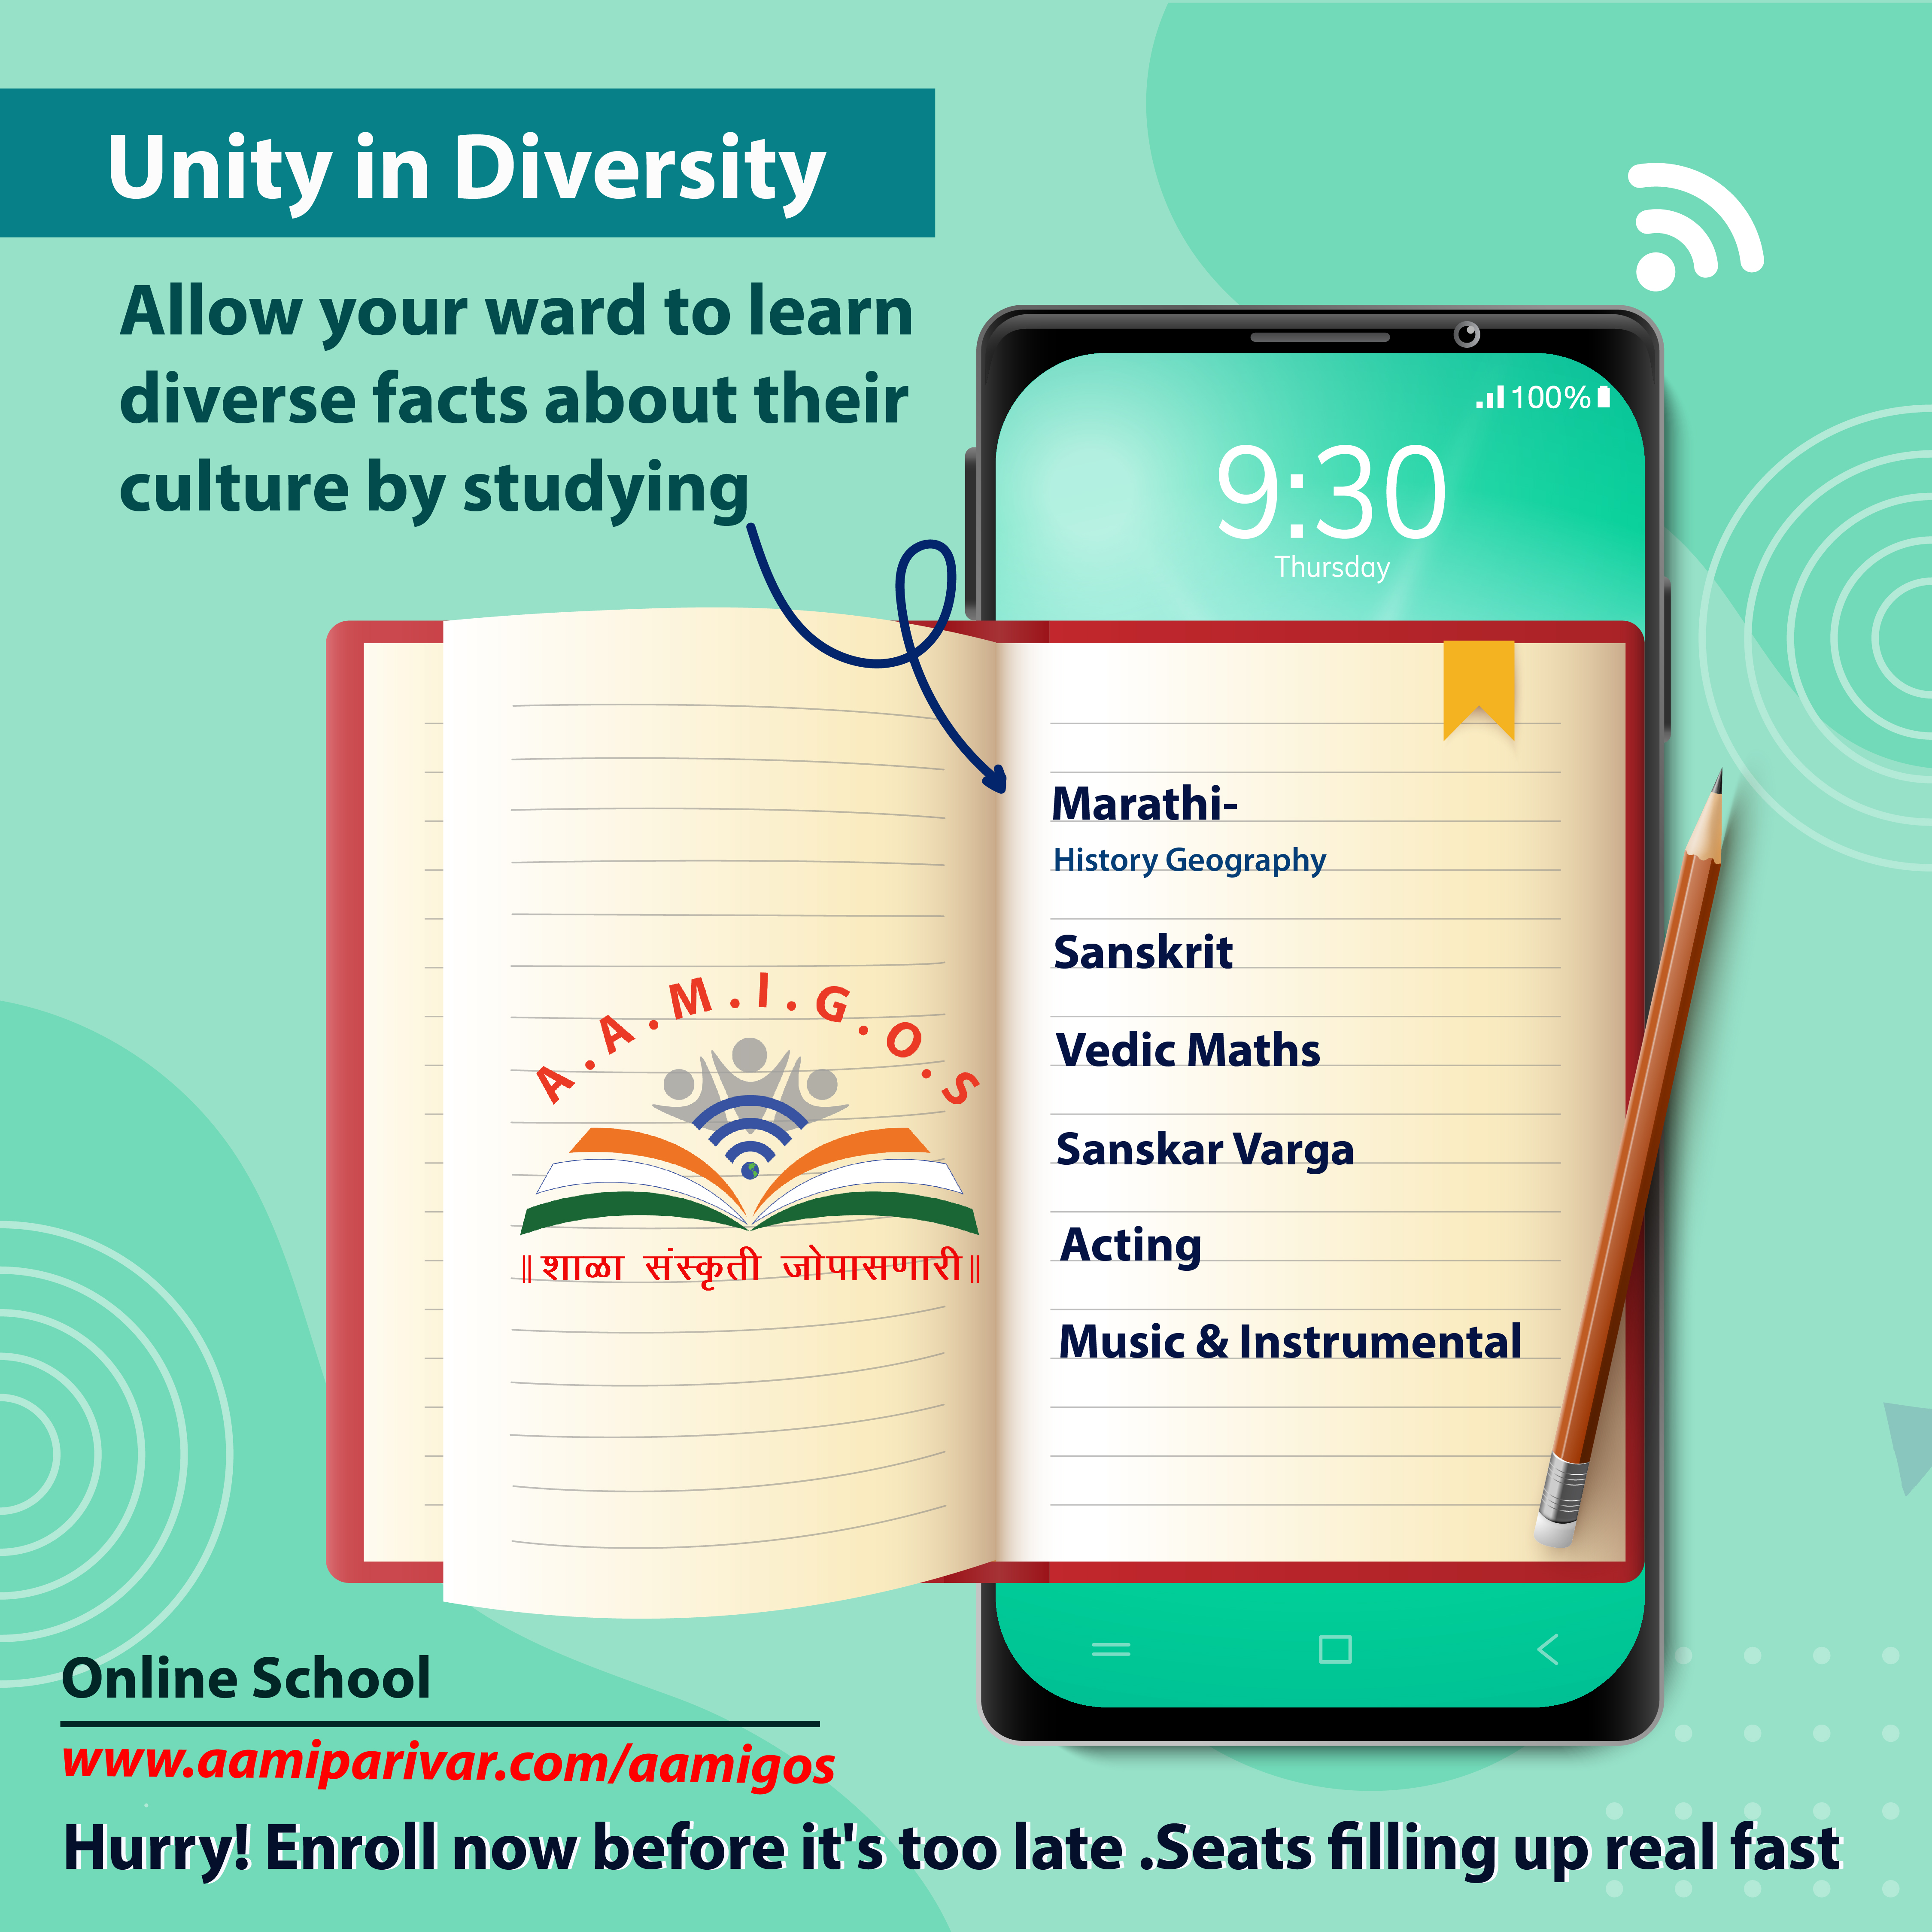 Unity in Diversity
Allow your ward to learn
diverse facts about their
culture by studying
100%
9:30
Thursday
Marathi-
History Geography
Sanskrit
Vedic Maths
Sanskar Varga
Acting
Music & Instrumental
A.A.M.I.G.O.S
॥ शाळा संस्कृती जोपासणारी॥
Online School
www.aamiparivar.com/aamigos
Hurry! Enroll now before it's too late .Seats filling up real fast